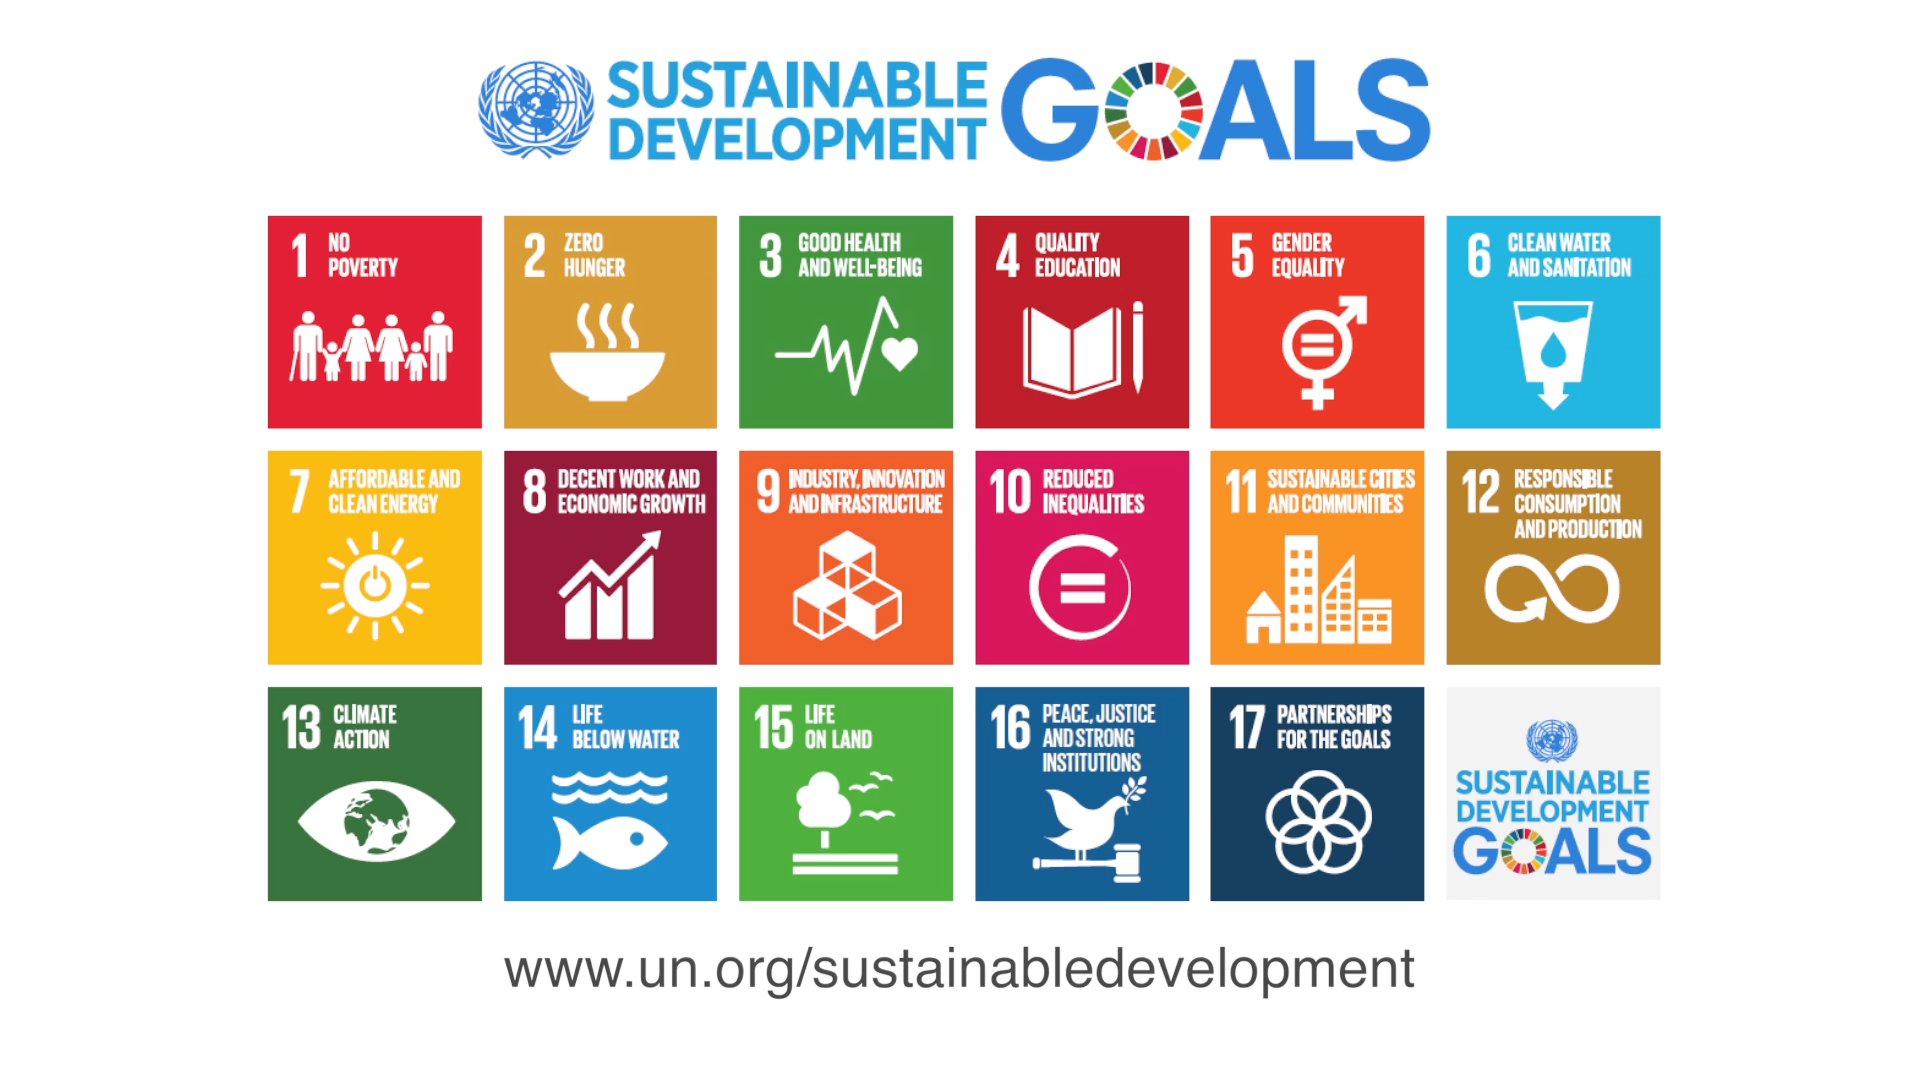 SUSTAINABLE
DEVELOPMENT
GOALS
1 NO
POVERTY
2 ZERO
HUNGER
3 GOOD HEALTH
AND WELL-BEING
4 QUALITY
EDUCATION
5 GENDER
EQUALITY
6 CLEAN WATER
AND SANITATION
7 AFFORDABLE AND
CLEAN ENERGY
8 DECENT WORK AND
ECONOMIC GROWTH
9 INDUSTRY, INNOVATION
AND INFRASTRUCTURE
10 REDUCED
INEQUALITIES
11 SUSTAINABLE CITIES
AND COMMUNITIES
12 RESPONSIBLE
CONSUMPTION
AND PRODUCTION
13 CLIMATE
ACTION
14 LIFE
BELOW WATER
15 LIFE
ON LAND
16 PEACE, JUSTICE
AND STRONG
INSTITUTIONS
17 PARTNERSHIPS
FOR THE GOALS
SUSTAINABLE
DEVELOPMENT
GOALS
www.un.org/sustainabledevelopment